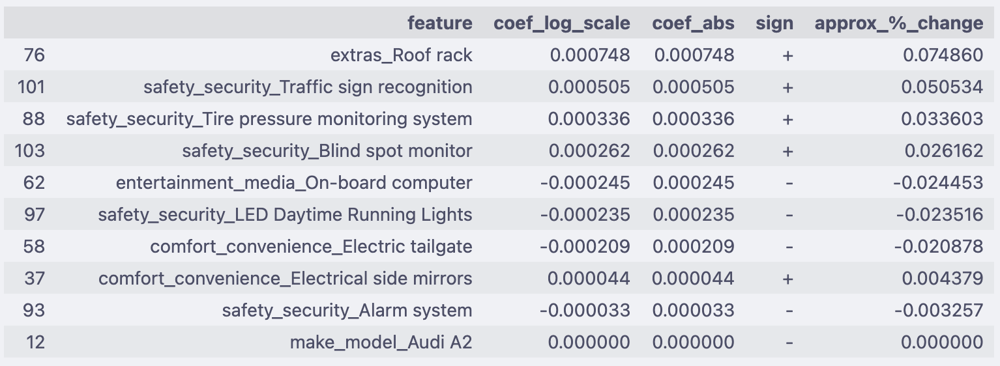 feature coef_log_scale coef_abs sign approx_%_change
76 extras_Roof rack 0.000748 0.000748 + 0.074860
101 safety_security_Traffic sign recognition 0.000505 0.000505 + 0.050534
88 safety_security_Tire pressure monitoring system 0.000336 0.000336 + 0.033603
103 safety_security_Blind spot monitor 0.000262 0.000262 + 0.026162
62 entertainment_media_On-board computer -0.000245 0.000245 - -0.024453
97 safety_security_LED Daytime Running Lights -0.000235 0.000235 - -0.023516
58 comfort_convenience_Electric tailgate -0.000209 0.000209 - -0.020878
37 comfort_convenience_Electrical side mirrors 0.000044 0.000044 + 0.004379
93 safety_security_Alarm system -0.000033 0.000033 - -0.003257
12 make_model_Audi A2 0.000000 0.000000 - 0.000000